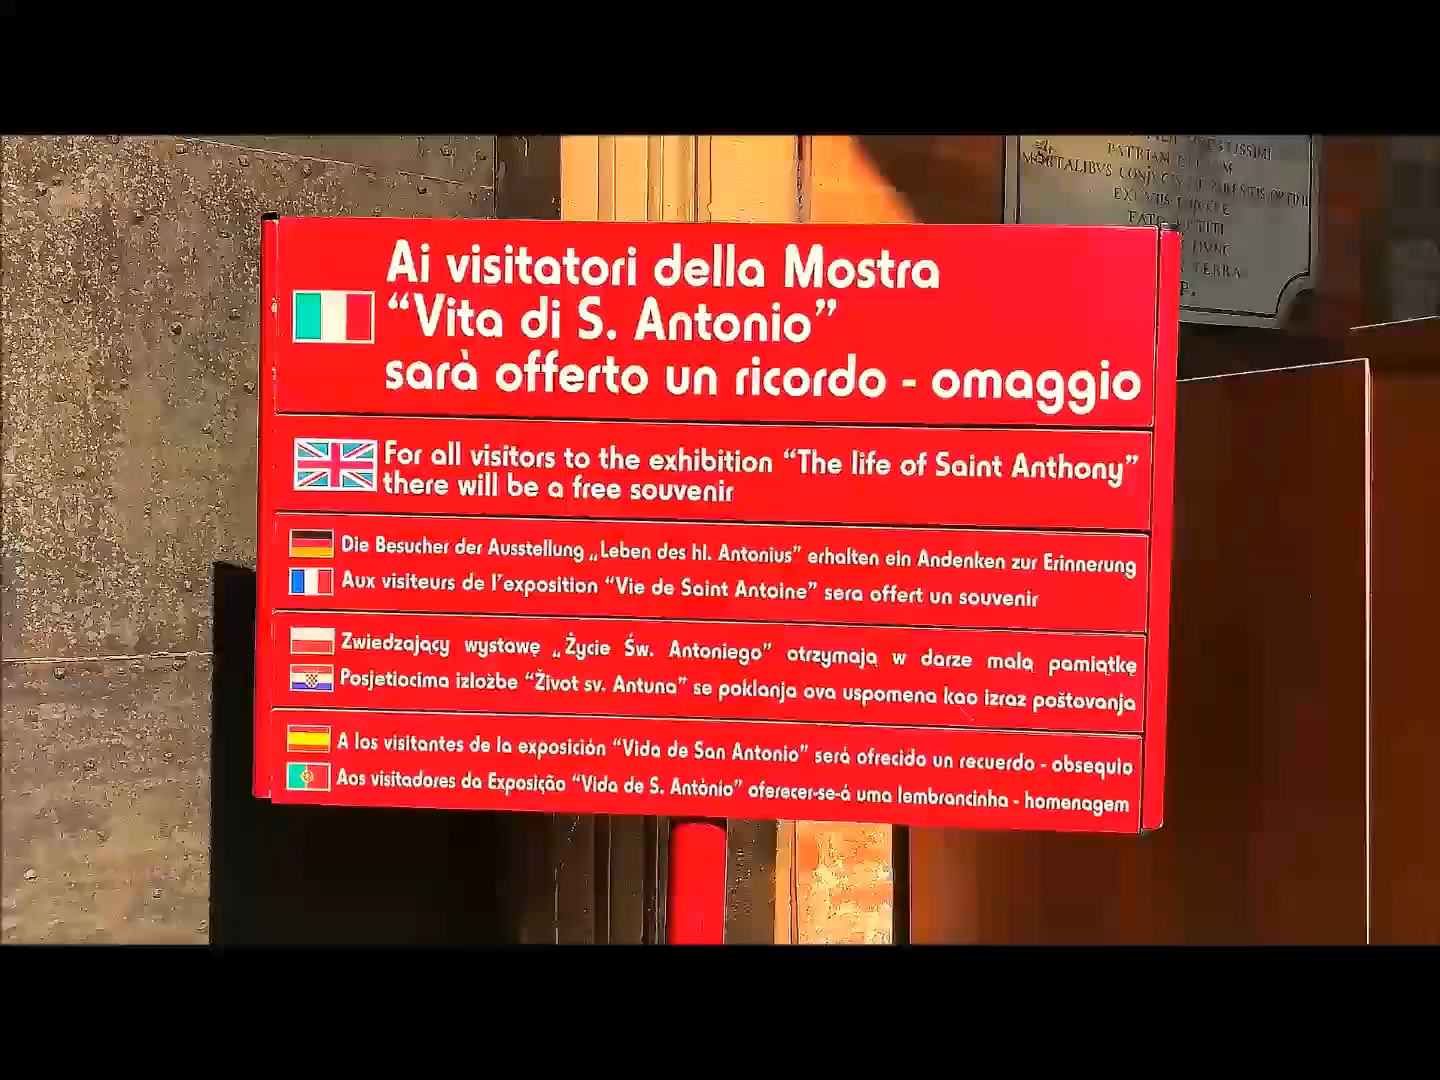 Ai visitatori della Mostra
“Vita di S. Antonio”
sarà offerto un ricordo - omaggio
For all visitors to the exhibition “The life of Saint Anthony”
there will be a free souvenir
Die Besucher der Ausstellung „Leben des hl. Antonius” erhalten ein Andenken zur Erinnerung
Aux visiteurs de l'exposition “Vie de Saint Antoine” sera offert un souvenir
Zwiedzający wystawę „Życie Św. Antoniego” otrzymają w darze małą pamiątkę
Posjetiocima izložbe “Život sv. Antuna” se poklanja ova uspomena kao izraz poštovanja
A los visitantes de la exposición “Vida de San Antonio” será ofrecido un recuerdo - obsequio
Aos visitadores da Exposição “Vida de S. António” oferecer-se-á uma lembrancinha - homenagem
PATRIAM
MORTALIBVS
TERRA